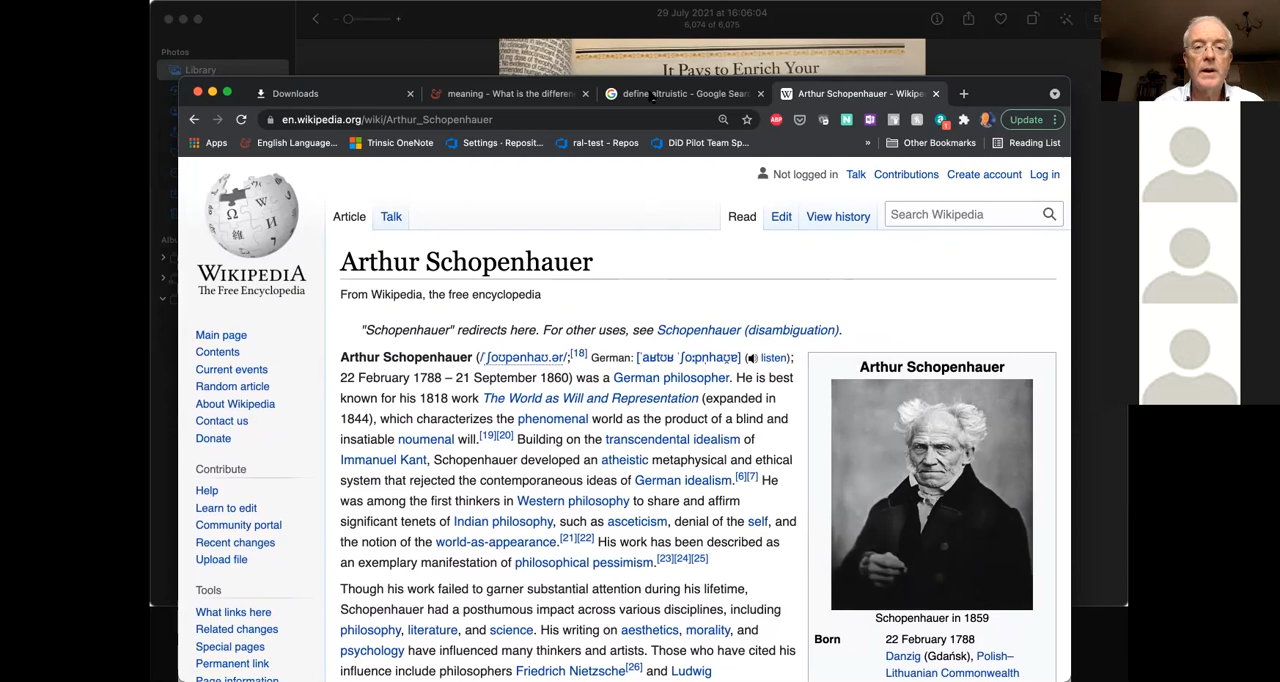 29 July 2021 at 16:06:04
6,074 of 6,075
Photos
Library
It Pays to Enrich Your
Downloads
meaning - What is the differen
define altruistic - Google Sear
Arthur Schopenhauer - Wikipe
en.wikipedia.org/wiki/Arthur_Schopenhauer
Update
Apps
English Language...
Trinsic OneNote
Settings · Reposit...
ral-test - Repos
DiD Pilot Team Sp...
»
Other Bookmarks
Reading List
Not logged in Talk Contributions Create account Log in
Article Talk
Read Edit View history
Search Wikipedia
WIKIPEDIA
The Free Encyclopedia
Main page
Contents
Current events
Random article
About Wikipedia
Contact us
Donate
Contribute
Help
Learn to edit
Community portal
Recent changes
Upload file
Tools
What links here
Related changes
Special pages
Permanent link
Page information
Arthur Schopenhauer
From Wikipedia, the free encyclopedia
"Schopenhauer" redirects here. For other uses, see Schopenhauer (disambiguation).
Arthur Schopenhauer (/ˈʃoʊpənhaʊ.ər/;[18] German: [ˈaʁtuʁ ˈʃoːpn̩haʊ̯ɐ] (listen);
22 February 1788 – 21 September 1860) was a German philosopher. He is best
known for his 1818 work The World as Will and Representation (expanded in
1844), which characterizes the phenomenal world as the product of a blind and
insatiable noumenal will.[19][20] Building on the transcendental idealism of
Immanuel Kant, Schopenhauer developed an atheistic metaphysical and ethical
system that rejected the contemporaneous ideas of German idealism.[6][7] He
was among the first thinkers in Western philosophy to share and affirm
significant tenets of Indian philosophy, such as asceticism, denial of the self, and
the notion of the world-as-appearance.[21][22] His work has been described as
an exemplary manifestation of philosophical pessimism.[23][24][25]
Though his work failed to garner substantial attention during his lifetime,
Schopenhauer had a posthumous impact across various disciplines, including
philosophy, literature, and science. His writing on aesthetics, morality, and
psychology have influenced many thinkers and artists. Those who have cited his
influence include philosophers Friedrich Nietzsche[26] and Ludwig
Arthur Schopenhauer
Schopenhauer in 1859
Born 22 February 1788
Danzig (Gdańsk), Polish–
Lithuanian Commonwealth